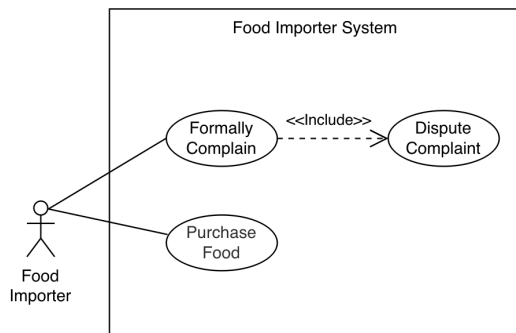 Food Importer System
Formally
Complain
<<Include>>
Dispute
Complaint
Purchase
Food
Food
Importer